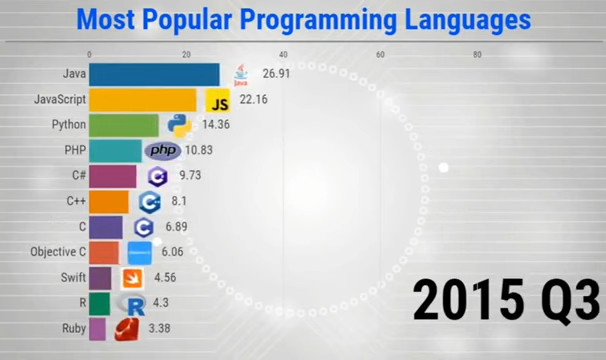 Most Popular Programming Languages
0 20 40 60 80
Java Java 26.91
JavaScript JS 22.16
Python 14.36
PHP php 10.83
C# C# 9.73
C++ C++ 8.1
C C 6.89
Objective C 6.06
Swift 4.56
R R 4.3
Ruby 3.38
2015 Q3